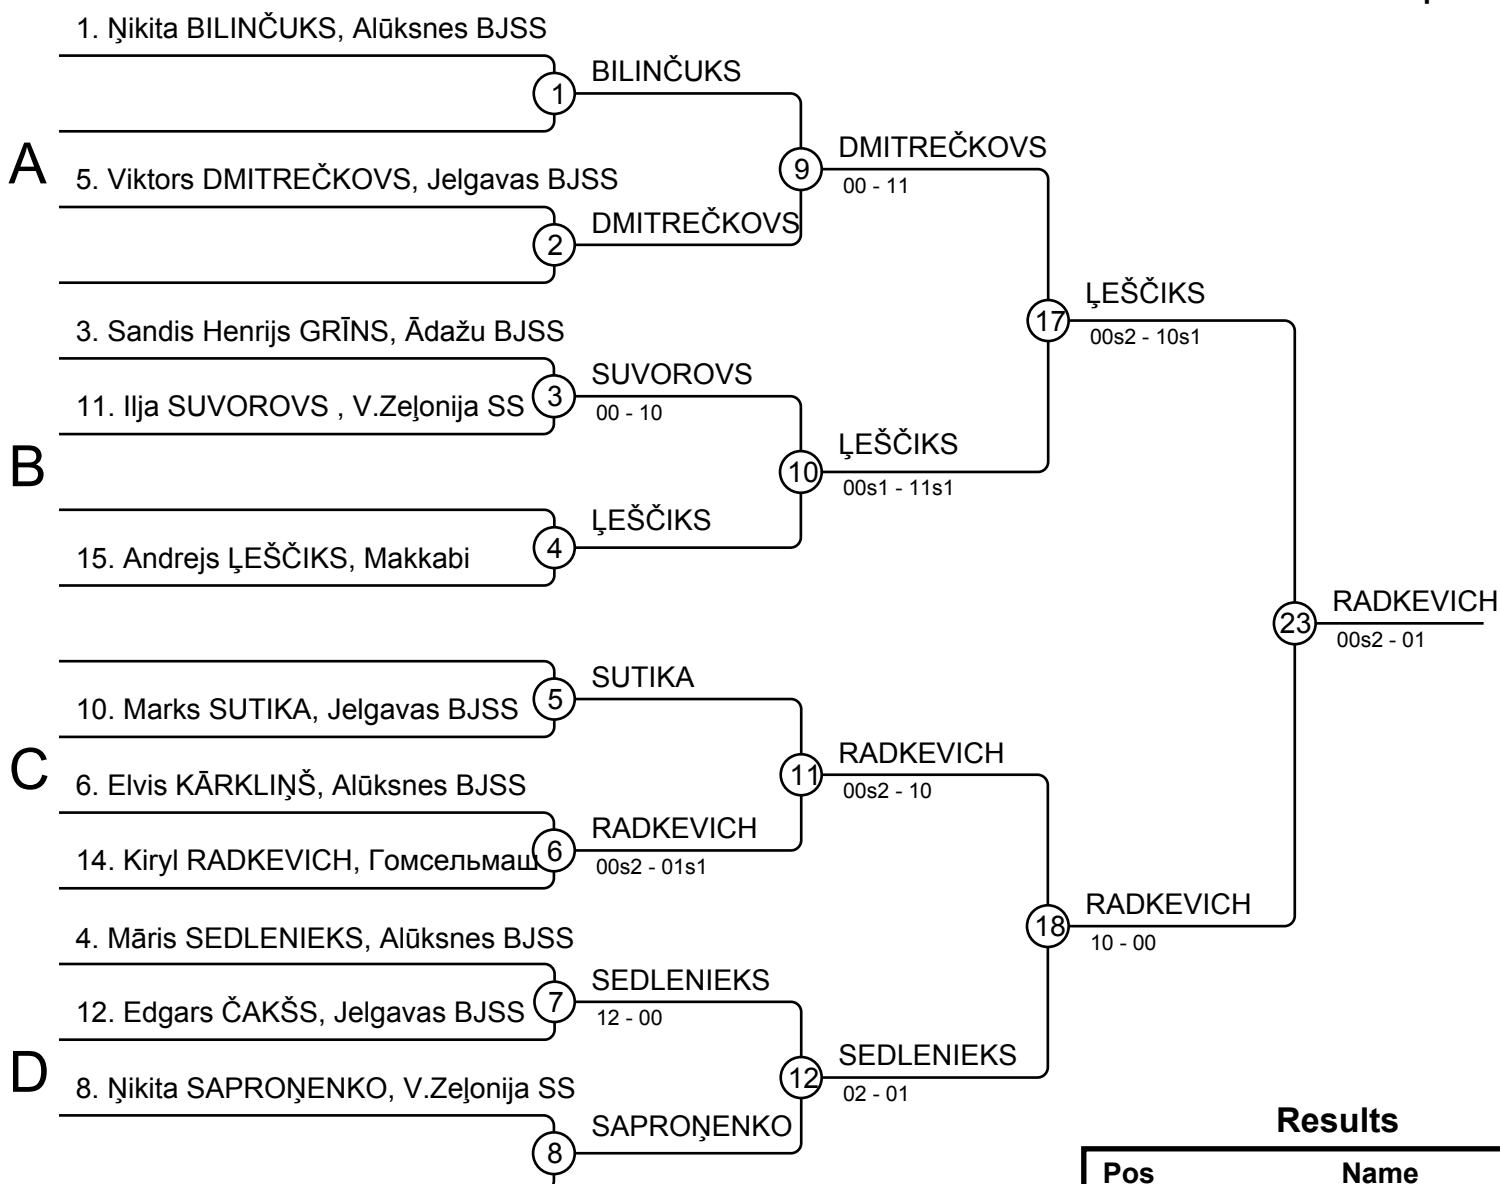 1. Ņikita BILINČUKS, Alūksnes BJSS
1
BILINČUKS
A
5. Viktors DMITREČKOVS, Jelgavas BJSS
2
DMITREČKOVS
9
DMITREČKOVS
00 - 11
3. Sandis Henrijs GRĪNS, Ādažu BJSS
11. Ilja SUVOROVS , V.Zeļonija SS
3
SUVOROVS
00 - 10
B
15. Andrejs ĻEŠČIKS, Makkabi
4
ĻEŠČIKS
10
ĻEŠČIKS
00s1 - 11s1
17
ĻEŠČIKS
00s2 - 10s1
10. Marks SUTIKA, Jelgavas BJSS
5
SUTIKA
C
6. Elvis KĀRKLIŅŠ, Alūksnes BJSS
14. Kiryl RADKEVICH, Гомсельмаш
6
RADKEVICH
00s2 - 01s1
11
RADKEVICH
00s2 - 10
4. Māris SEDLENIEKS, Alūksnes BJSS
12. Edgars ČAKŠS, Jelgavas BJSS
7
SEDLENIEKS
12 - 00
D
8. Ņikita SAPROŅENKO, V.Zeļonija SS
8
SAPROŅENKO
12
SEDLENIEKS
02 - 01
18
RADKEVICH
10 - 00
23
RADKEVICH
00s2 - 01
Results
Pos Name